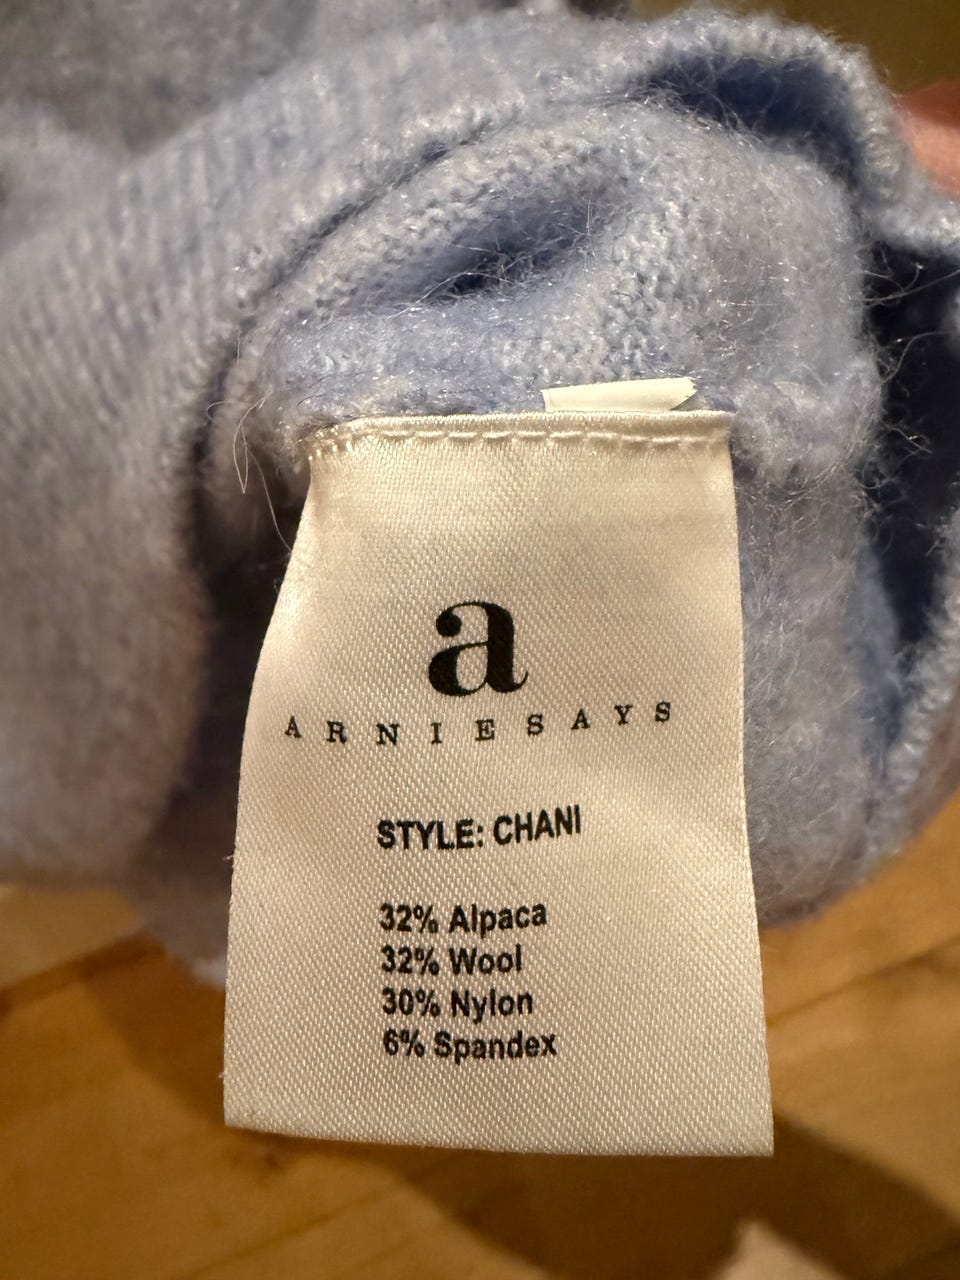 a
ARNIESAYS
STYLE: CHANI
32% Alpaca
32% Wool
30% Nylon
6% Spandex